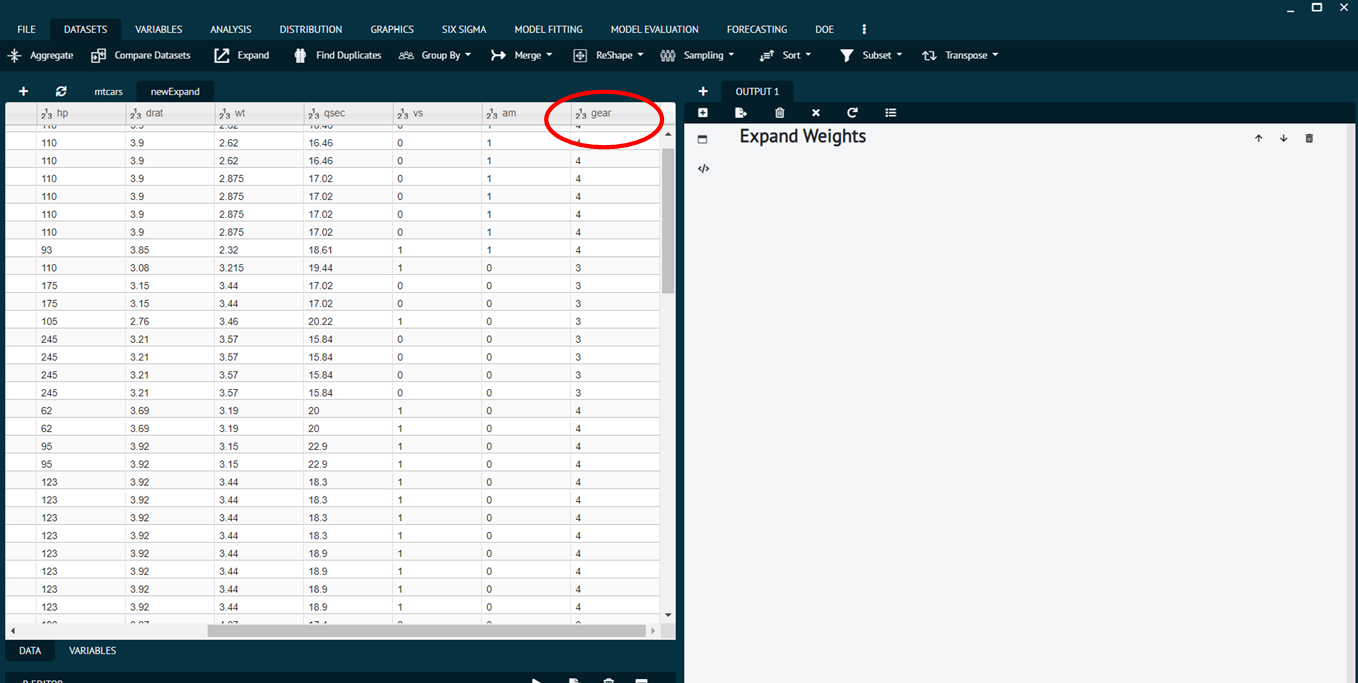 FILE DATASETS VARIABLES ANALYSIS DISTRIBUTION GRAPHICS SIX SIGMA MODEL FITTING MODEL EVALUATION FORECASTING DOE
Aggregate Compare Datasets Expand Find Duplicates Group By Merge ReShape Sampling Sort Subset Transpose
+ mtcars newExpand + OUTPUT 1
hp drat wt qsec vs am gear
Expand Weights
110 3.9 2.62 16.46 0 1
110 3.9 2.62 16.46 0 1 4
110 3.9 2.875 17.02 0 1 4
110 3.9 2.875 17.02 0 1 4
110 3.9 2.875 17.02 0 1 4
110 3.9 2.875 17.02 0 1 4
93 3.85 2.32 18.61 1 1 4
110 3.08 3.215 19.44 1 0 3
175 3.15 3.44 17.02 0 0 3
175 3.15 3.44 17.02 0 0 3
105 2.76 3.46 20.22 1 0 3
245 3.21 3.57 15.84 0 0 3
245 3.21 3.57 15.84 0 0 3
245 3.21 3.57 15.84 0 0 3
245 3.21 3.57 15.84 0 0 3
62 3.69 3.19 20 1 0 4
62 3.69 3.19 20 1 0 4
95 3.92 3.15 22.9 1 0 4
95 3.92 3.15 22.9 1 0 4
123 3.92 3.44 18.3 1 0 4
123 3.92 3.44 18.3 1 0 4
123 3.92 3.44 18.3 1 0 4
123 3.92 3.44 18.3 1 0 4
123 3.92 3.44 18.9 1 0 4
123 3.92 3.44 18.9 1 0 4
123 3.92 3.44 18.9 1 0 4
123 3.92 3.44 18.9 1 0 4
DATA VARIABLES
R EDITOR